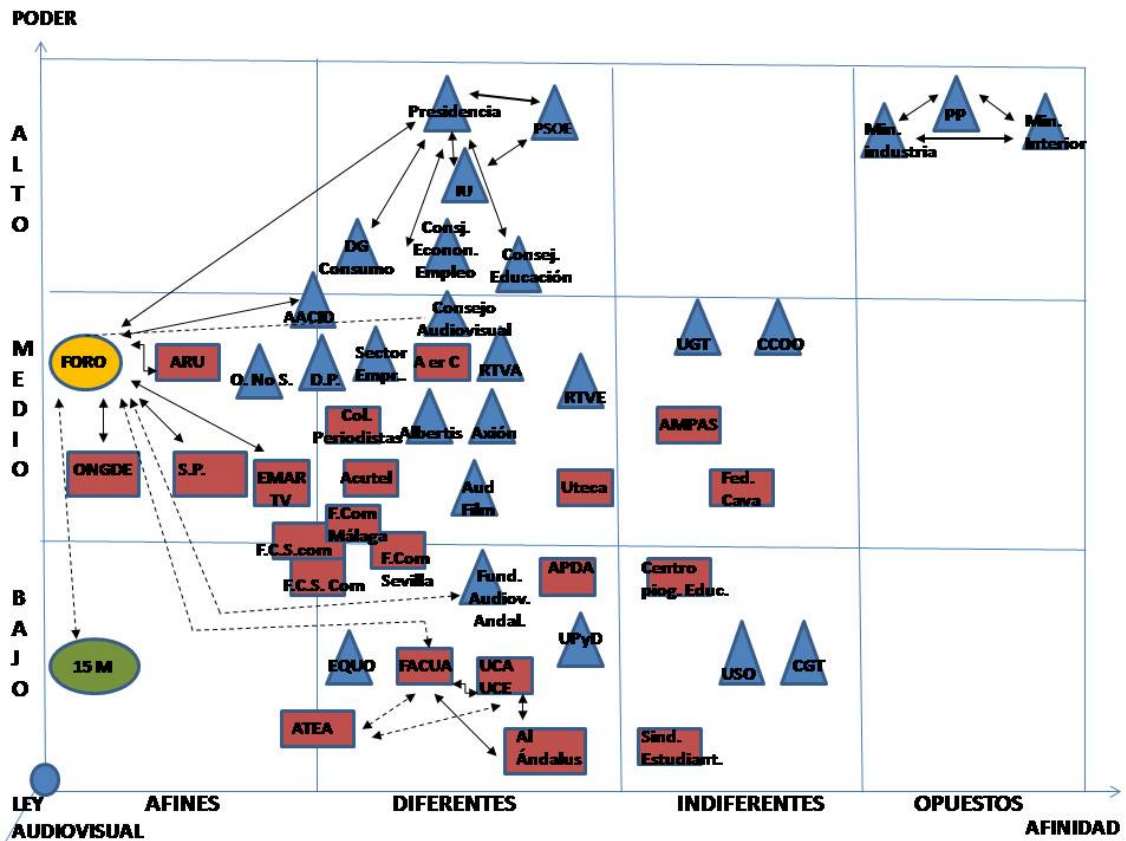 PODER
ALTO
Presidencia
PSOE
IU
DG
Consumo
Consj.
Econon.
Empleo
Consej.
Educación
Min.
industria
PP
Min.
Interior
MEDIO
AACID
Consejo
Audiovisual
FORO
ARU
O. No S.
D.P.
Sector
Empr..
A er C
RTVA
RTVE
UGT
CCOO
Col.
Periodistas
Albertis
Axión
AMPAS
ONGDE
S.P.
EMAR
TV
Acutel
Aud
Film
Uteca
Fed.
Cava
F.Com
Málaga
F.C.S.com
F.Com
Sevilla
F.C.S. Com
BAJO
Fund.
Audiov.
Andal.
APDA
Centro
piog. Educ.
15 M
EQUO
FACUA
UCA
UCE
UPyD
USO
CGT
ATEA
Al
Ándalus
Sind.
Estudiant.
LEY
AUDIOVISUAL
AFINES
DIFERENTES
INDIFERENTES
OPUESTOS
AFINIDAD